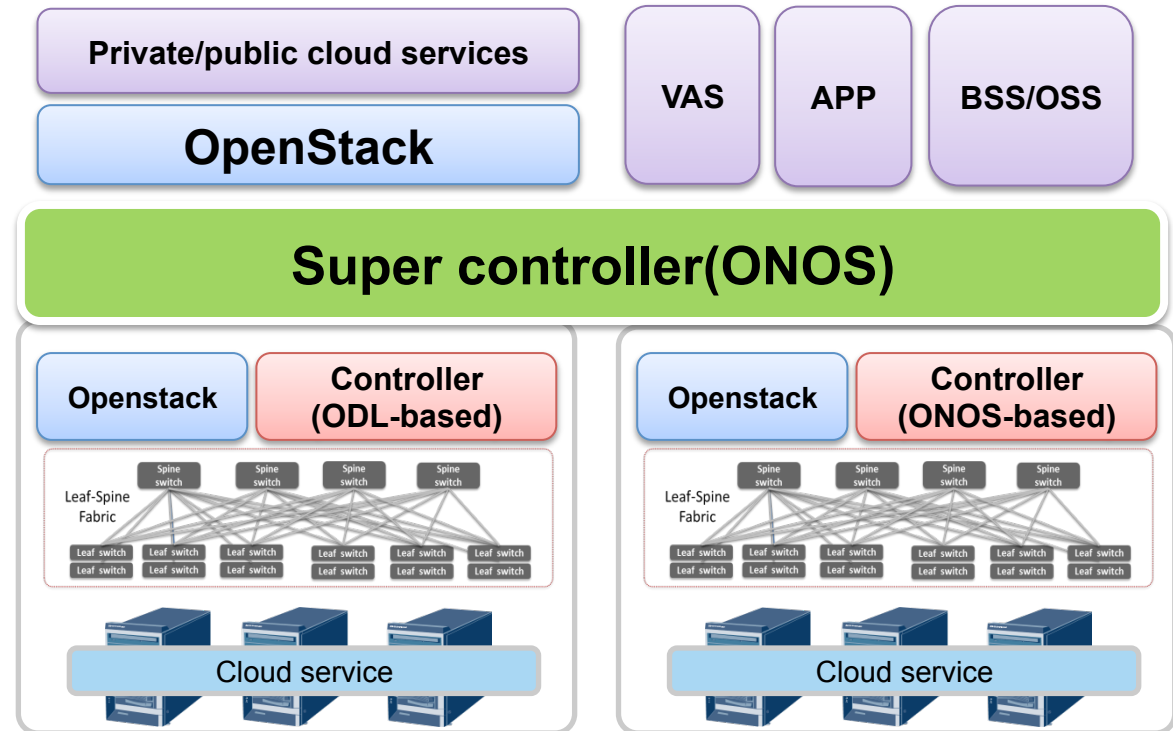 Private/public cloud services
OpenStack
VAS
APP
BSS/OSS
Super controller(ONOS)
Openstack
Controller
(ODL-based)
Spine
switch
Spine
switch
Spine
switch
Spine
switch
Leaf-Spine
Fabric
Leaf switch
Leaf switch
Leaf switch
Leaf switch
Leaf switch
Leaf switch
Leaf switch
Leaf switch
Leaf switch
Leaf switch
Leaf switch
Leaf switch
Cloud service
Openstack
Controller
(ONOS-based)
Spine
switch
Spine
switch
Spine
switch
Spine
switch
Leaf-Spine
Fabric
Leaf switch
Leaf switch
Leaf switch
Leaf switch
Leaf switch
Leaf switch
Leaf switch
Leaf switch
Leaf switch
Leaf switch
Leaf switch
Leaf switch
Cloud service